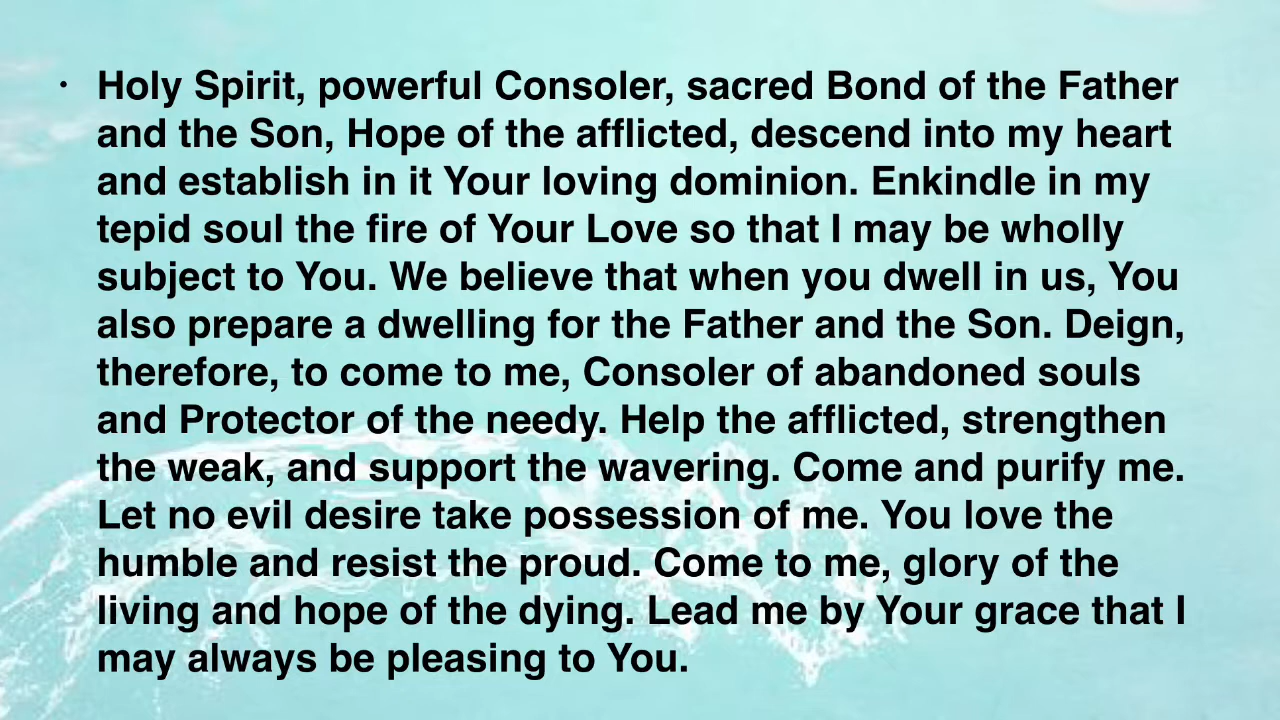 • Holy Spirit, powerful Consoler, sacred Bond of the Father
and the Son, Hope of the afflicted, descend into my heart
and establish in it Your loving dominion. Enkindle in my
tepid soul the fire of Your Love so that I may be wholly
subject to You. We believe that when you dwell in us, You
also prepare a dwelling for the Father and the Son. Deign,
therefore, to come to me, Consoler of abandoned souls
and Protector of the needy. Help the afflicted, strengthen
the weak, and support the wavering. Come and purify me.
Let no evil desire take possession of me. You love the
humble and resist the proud. Come to me, glory of the
living and hope of the dying. Lead me by Your grace that I
may always be pleasing to You.